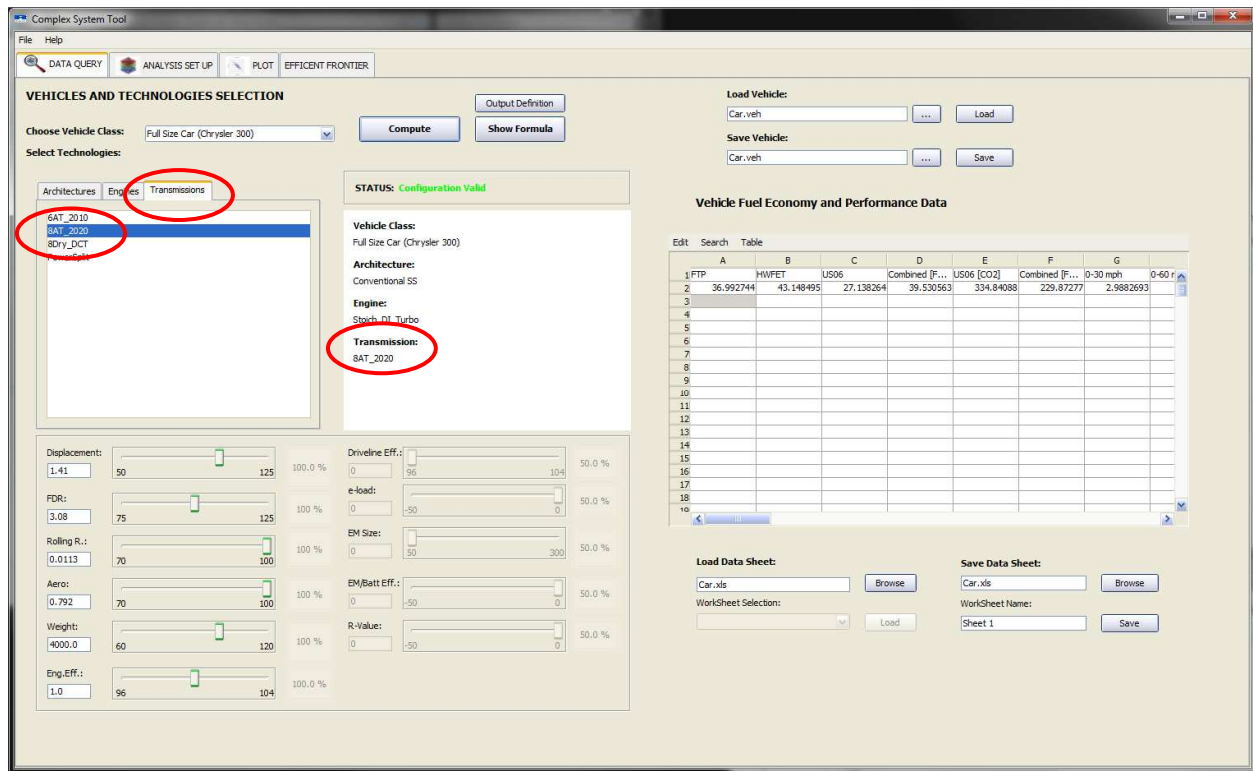 Complex System Tool
File Help
DATA QUERY ANALYSIS SET UP PLOT EFFICENT FRONTIER
VEHICLES AND TECHNOLOGIES SELECTION
Output Definition
Choose Vehicle Class: Full Size Car (Chrysler 300) Compute Show Formula
Select Technologies:
Architectures Engines Transmissions
6AT_2010
8AT_2020
8Dry_DCT
PowerSplit
STATUS: Configuration Valid
Vehicle Class:
Full Size Car (Chrysler 300)
Architecture:
Conventional SS
Engine:
Stoich_DI_Turbo
Transmission:
8AT_2020
Displacement:
1.41 50 125 100.0 %
FDR:
3.08 75 125 100 %
Rolling R.:
0.0113 70 100 100 %
Aero:
0.792 70 100 100 %
Weight:
4000.0 60 120 100 %
Eng.Eff.:
1.0 96 104 100.0 %
Driveline Eff.:
0 96 104 50.0 %
e-load:
0 -50 0 50.0 %
EM Size:
0 50 300 50.0 %
EM/Batt Eff.:
0 -50 0 50.0 %
R-Value:
0 -50 0 50.0 %
Load Vehicle:
Car.veh ... Load
Save Vehicle:
Car.veh ... Save
Vehicle Fuel Economy and Performance Data
Edit Search Table
A B C D E F G
1 FTP HWFET US06 Combined [F... US06 [CO2] Combined [F... 0-30 mph 0-60 r
2 36.992744 43.148495 27.138264 39.530563 334.84088 229.87277 2.9882693
3
4
5
6
7
8
9
10
11
12
13
14
15
16
17
18
19
Load Data Sheet:
Car.xls Browse
WorkSheet Selection:
Load
Save Data Sheet:
Car.xls Browse
WorkSheet Name:
Sheet 1 Save